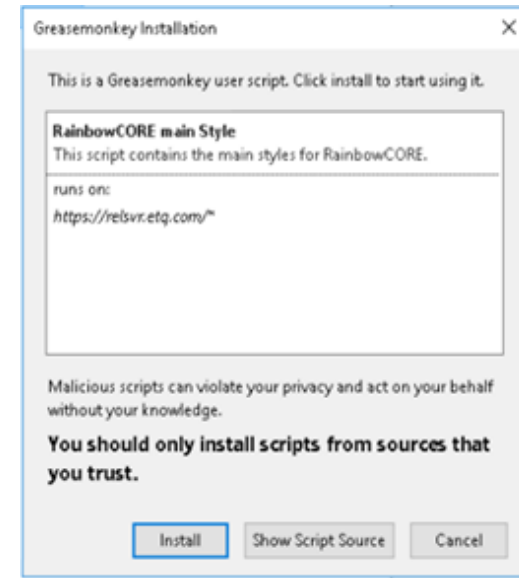 Greasemonkey Installation
This is a Greasemonkey user script. Click install to start using it.
RainbowCORE main Style
This script contains the main styles for RainbowCORE.
runs on:
https://relsvr.etq.com/*
Malicious scripts can violate your privacy and act on your behalf
without your knowledge.
You should only install scripts from sources that
you trust.
Install
Show Script Source
Cancel